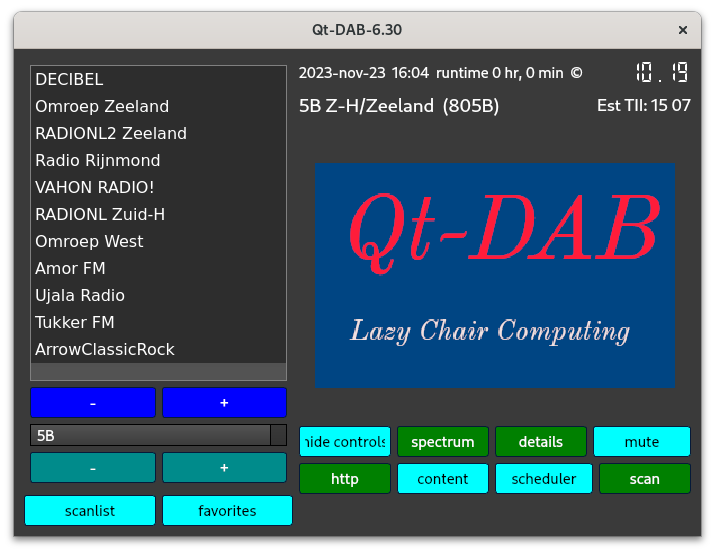 Qt-DAB-6.30
×
DECIBEL
Omroep Zeeland
RADIONL2 Zeeland
Radio Rijnmond
VAHON RADIO!
RADIONL Zuid-H
Omroep West
Amor FM
Ujala Radio
Tukker FM
ArrowClassicRock
- +
5B
- +
scanlist favorites
2023-nov-23 16:04 runtime 0 hr, 0 min © 10.19
5B Z-H/Zeeland (805B) Est TII: 15 07
Qt-DAB
Lazy Chair Computing
hide controls spectrum details mute
http content scheduler scan